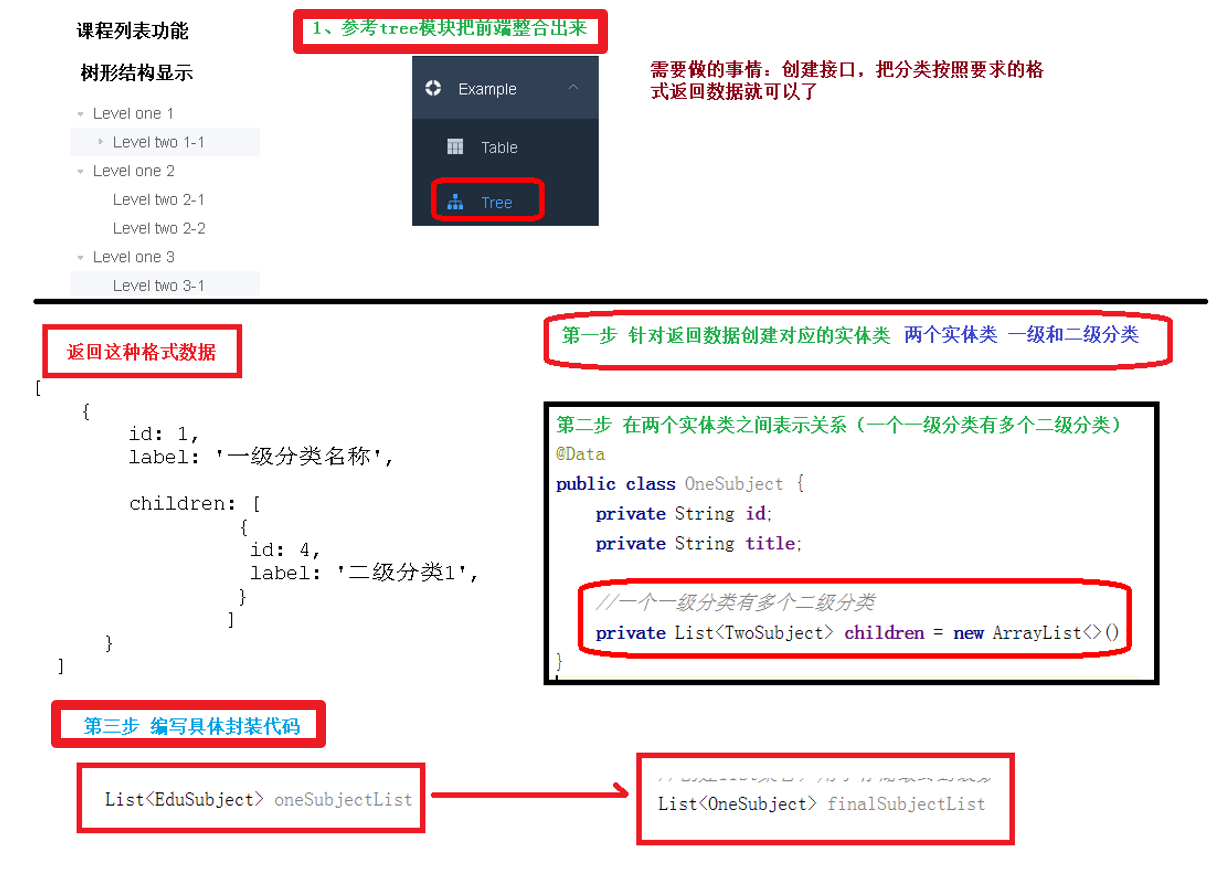 课程列表功能
1、参考tree模块把前端整合出来
树形结构显示
Level one 1
Level two 1-1
Level one 2
Level two 2-1
Level two 2-2
Level one 3
Level two 3-1
Example
Table
Tree
需要做的事情：创建接口，把分类按照要求的格
式返回数据就可以了
返回这种格式数据
[
{
id: 1,
label: '一级分类名称',
children: [
{
id: 4,
label: '二级分类1',
}
]
}
]
第一步 针对返回数据创建对应的实体类 两个实体类 一级和二级分类
第二步 在两个实体类之间表示关系（一个一级分类有多个二级分类）
@Data
public class OneSubject {
private String id;
private String title;
//一个一级分类有多个二级分类
private List<TwoSubject> children = new ArrayList<>()
}
第三步 编写具体封装代码
List<EduSubject> oneSubjectList
List<OneSubject> finalSubjectList